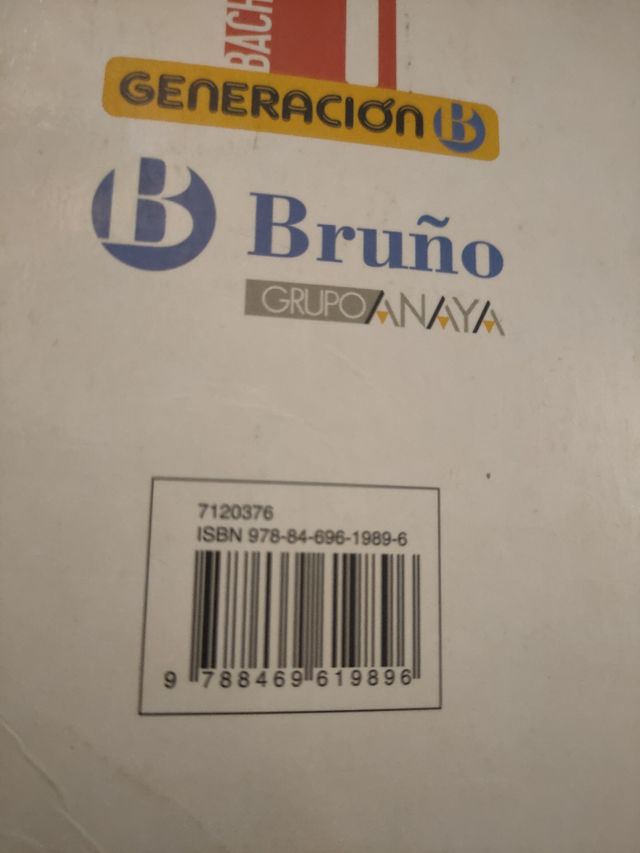 BACH
GENERACIÓN B
B Bruño
GRUPO ANAYA
7120376
ISBN 978-84-696-1989-6
9 788469 619896